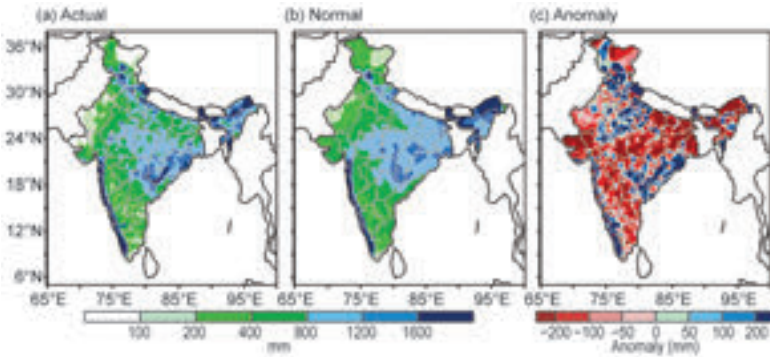 (a) Actual (b) Normal (c) Anomaly
36°N
30°N
24°N
18°N
12°N
6°N
65°E 75°E 85°E 95°E 65°E 75°E 85°E 95°E 65°E 75°E 85°E 95°E
100 200 400 800 1200 1600 −200 −100 −50 0 50 100 200
mm Anomaly (mm)